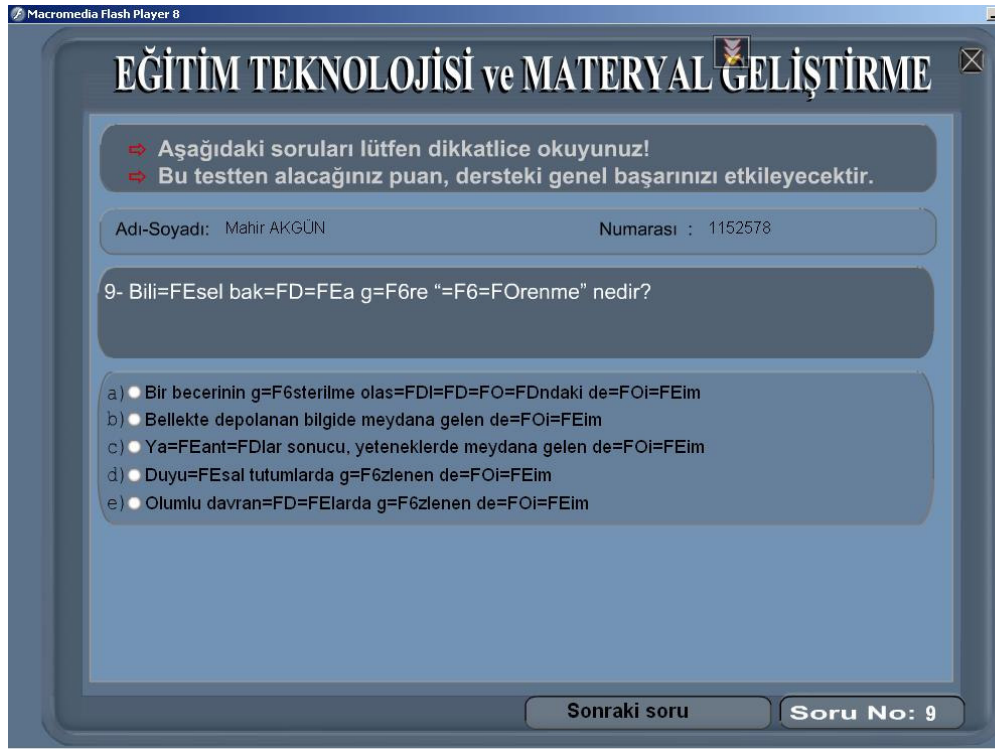 Macromedia Flash Player 8
EĞİTİM TEKNOLOJİSİ ve MATERYAL GELİŞTİRME
⇨ Aşağıdaki soruları lütfen dikkatlice okuyunuz!
⇨ Bu testten alacağınız puan, dersteki genel başarınızı etkileyecektir.
Adı-Soyadı: Mahir AKGÜN Numarası : 1152578
9- Bili=FEsel bak=FD=FEa g=F6re “=F6=FOrenme” nedir?
a) Bir becerinin g=F6sterilme olas=FDl=FD=FO=FDndaki de=FOi=FEim
b) Bellekte depolanan bilgide meydana gelen de=FOi=FEim
c) Ya=FEant=FDlar sonucu, yeteneklerde meydana gelen de=FOi=FEim
d) Duyu=FEsal tutumlarda g=F6zlenen de=FOi=FEim
e) Olumlu davran=FD=FElarda g=F6zlenen de=FOi=FEim
Sonraki soru
Soru No: 9